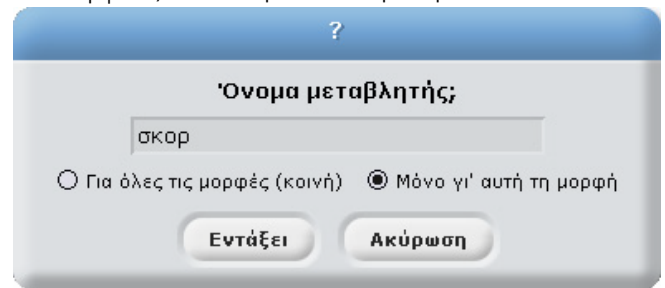 ?
Όνομα μεταβλητής;
σκορ
Για όλες τις μορφές (κοινή) Μόνο γι' αυτή τη μορφή
Εντάξει Ακύρωση